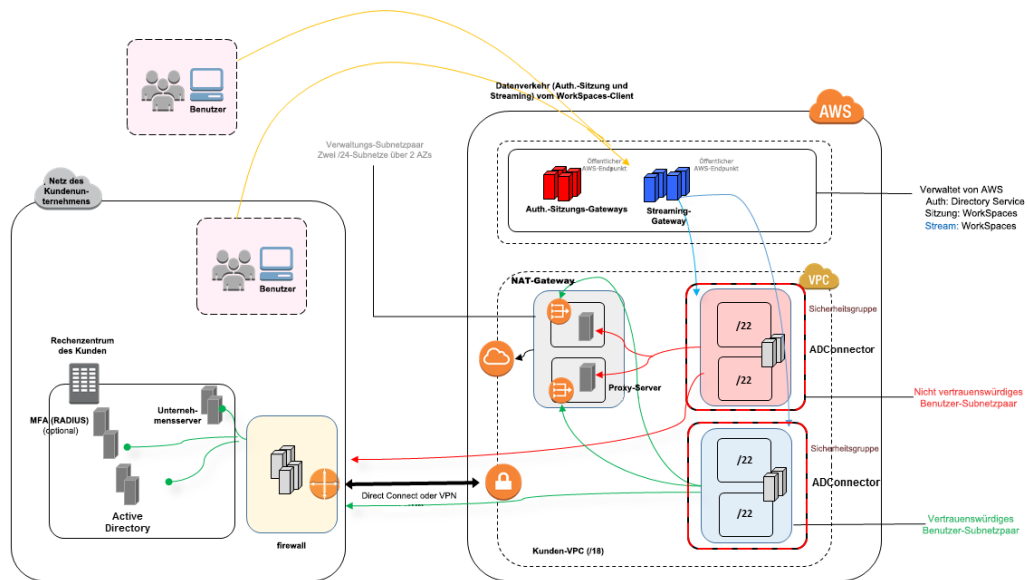 Benutzer
Datenverkehr (Auth.-Sitzung und
Streaming) vom WorkSpaces-Client
AWS
Verwaltungs-Subnetzpaar
Zwei /24-Subnetze über 2 AZs
Öffentlicher
AWS-Endpunkt
Öffentlicher
AWS-Endpunkt
Auth.-Sitzungs-Gateways
Streaming-
Gateway
Verwaltet von AWS
Auth: Directory Service
Sitzung: WorkSpaces
Stream: WorkSpaces
Netz des
Kundenun-
ternehmens
Benutzer
NAT-Gateway
VPC
Sicherheitsgruppe
/22
ADConnector
/22
Proxy-Server
Nicht vertrauenswürdiges
Benutzer-Subnetzpaar
Rechenzentrum
des Kunden
MFA (RADIUS)
(optional)
Unterneh-
mensserver
Active
Directory
firewall
Direct Connect oder VPN
Sicherheitsgruppe
/22
ADConnector
/22
Vertrauenswürdiges
Benutzer-Subnetzpaar
Kunden-VPC (/18)